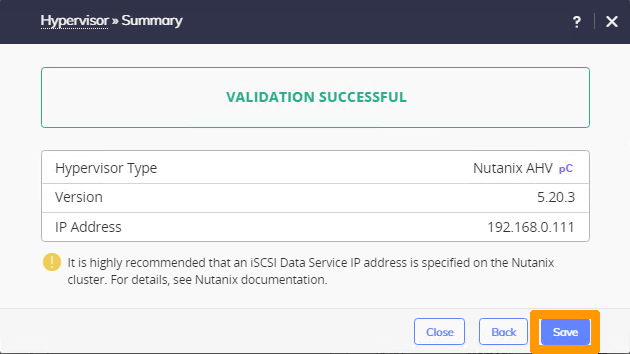 Hypervisor » Summary
? ×
VALIDATION SUCCESSFUL
Hypervisor Type Nutanix AHV pC
Version 5.20.3
IP Address 192.168.0.111
! It is highly recommended that an iSCSI Data Service IP address is specified on the Nutanix
cluster. For details, see Nutanix documentation.
Close Back Save